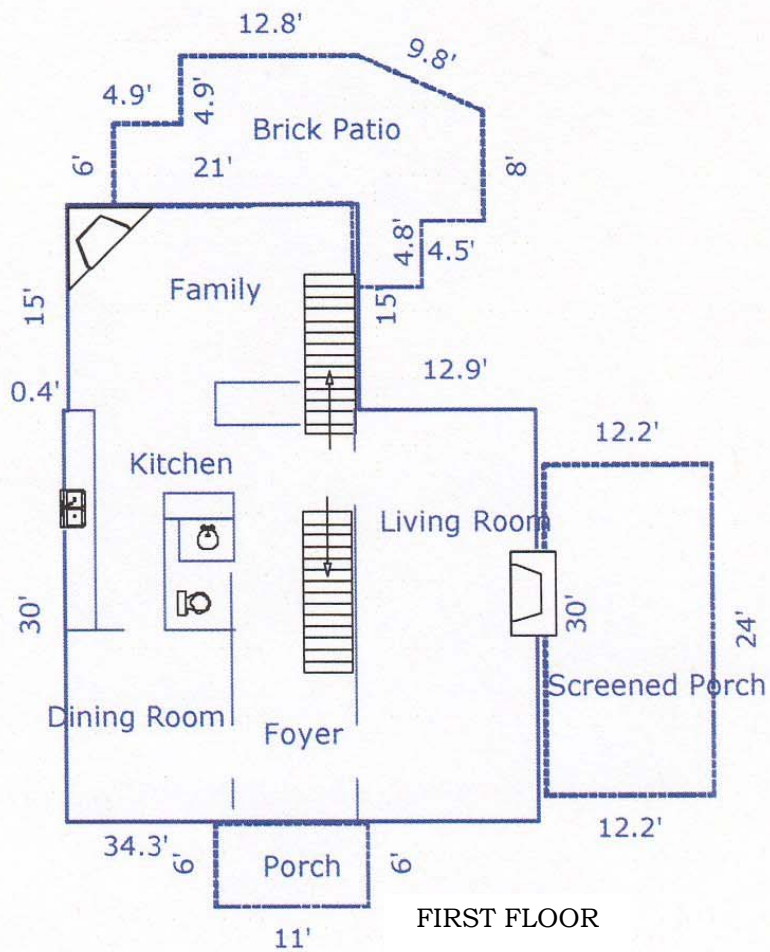 12.8'
9.8'
4.9'
4.9'
Brick Patio
6'
21'
8'
4.8'
4.5'
Family
15'
15'
12.9'
0.4'
12.2'
Kitchen
Living Room
30'
30'
24'
Screened Porch
Dining Room
Foyer
12.2'
34.3'
6'
Porch
6'
11'
FIRST FLOOR